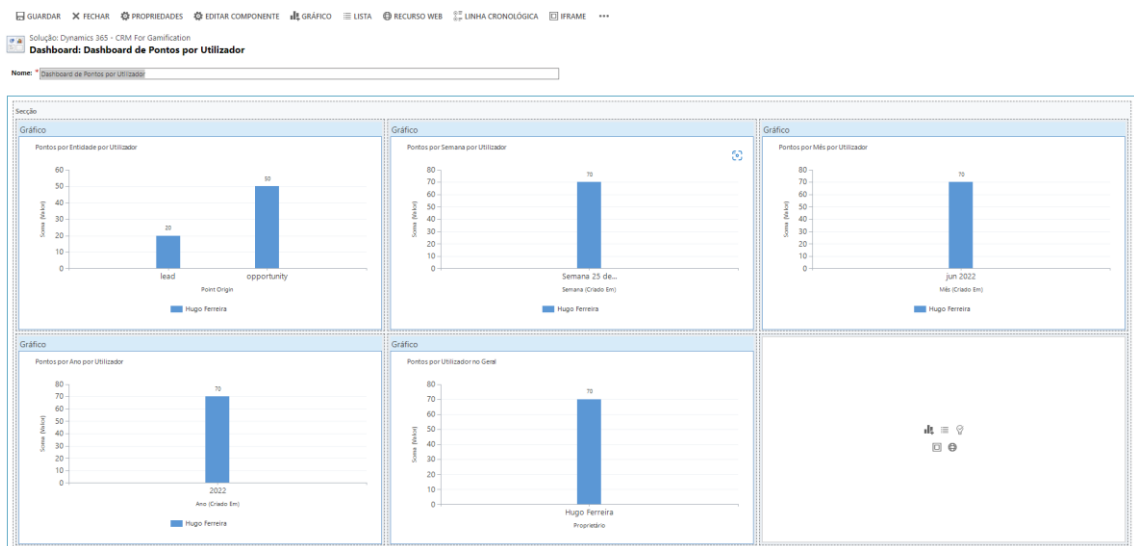 GUARDAR FECHAR PROPRIEDADES EDITAR COMPONENTE GRÁFICO LISTA RECURSO WEB LINHA CRONOLÓGICA IFRAME •••
Solução: Dynamics 365 - CRM For Gamification
Dashboard: Dashboard de Pontos por Utilizador
Nome: * Dashboard de Pontos por Utilizador
Secção
Gráfico
Pontos por Entidade por Utilizador
60
50
40
30
20
10
0
Soma (Valor)
20
50
lead
opportunity
Point Origin
Hugo Ferreira
Gráfico
Pontos por Semana por Utilizador
80
70
60
50
40
30
20
10
0
Soma (Valor)
70
Semana 25 de...
Semana (Criado Em)
Hugo Ferreira
Gráfico
Pontos por Mês por Utilizador
80
70
60
50
40
30
20
10
0
Soma (Valor)
70
jun 2022
Mês (Criado Em)
Hugo Ferreira
Gráfico
Pontos por Ano por Utilizador
80
70
60
50
40
30
20
10
0
Soma (Valor)
70
2022
Ano (Criado Em)
Hugo Ferreira
Gráfico
Pontos por Utilizador no Geral
80
70
60
50
40
30
20
10
0
Soma (Valor)
70
Hugo Ferreira
Proprietário